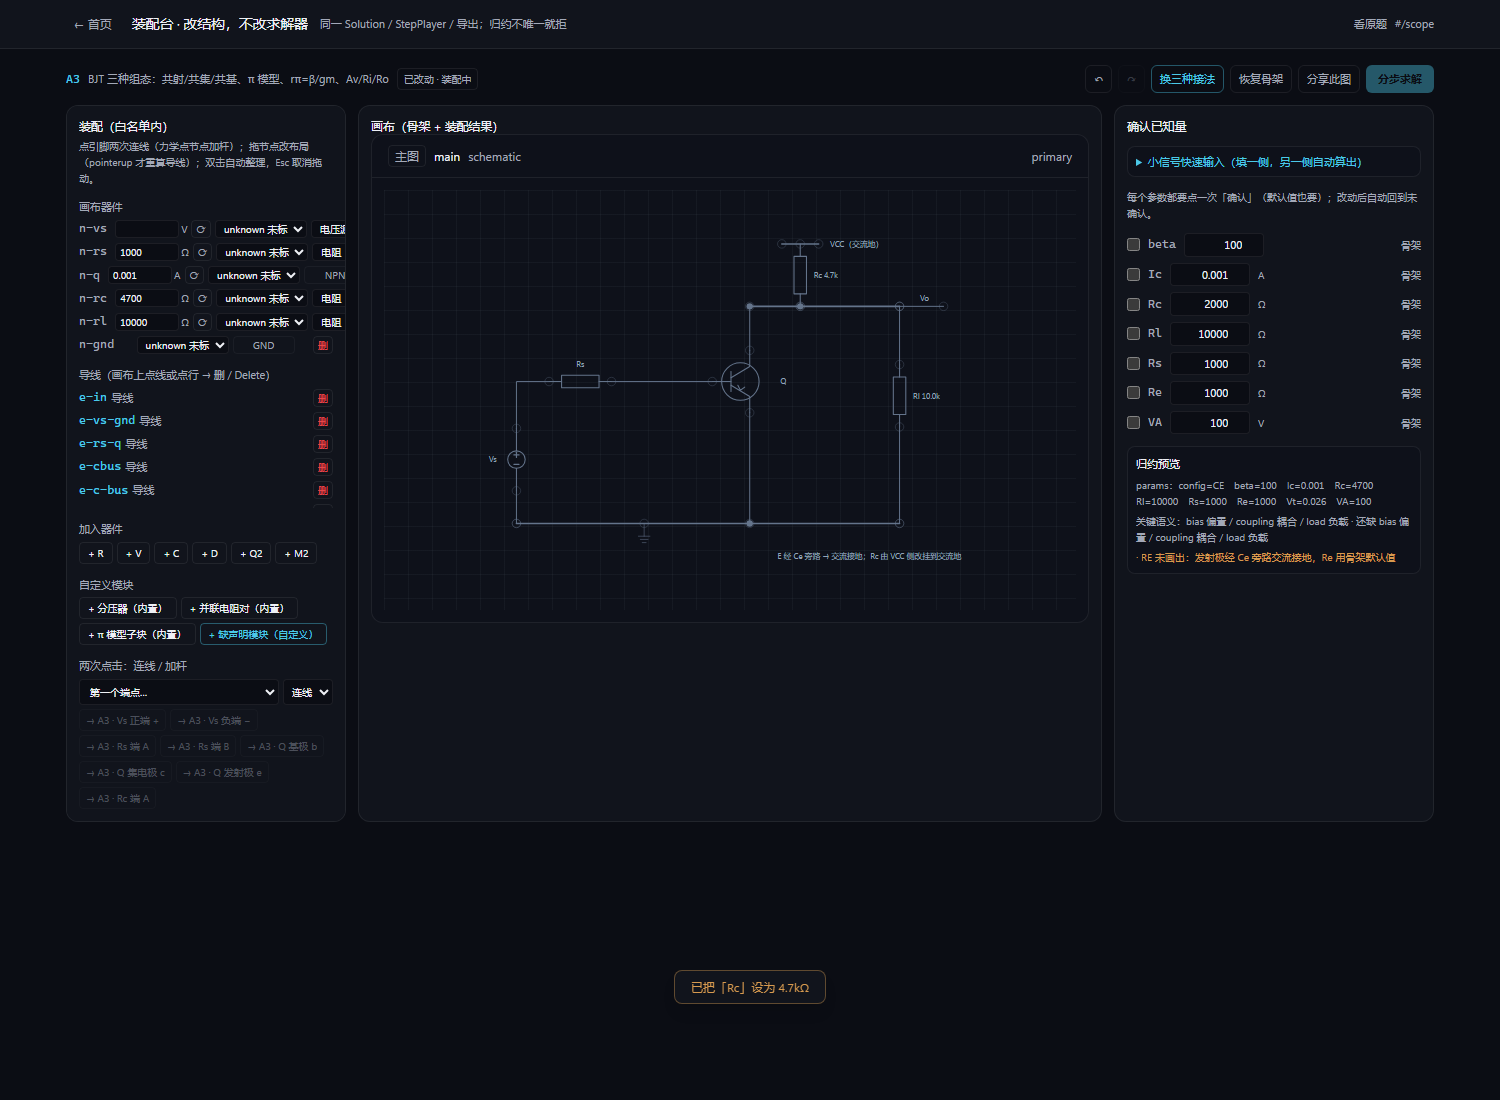 ← 首页 装配台 · 改结构，不改求解器 同一 Solution / StepPlayer / 导出；归约不唯一就拒 看原题 #/scope
A3 BJT 三种组态：共射/共集/共基、π 模型、rπ=β/gm、Av/Ri/Ro 已改动 · 装配中 换三种接法 恢复骨架 分享此图 分步求解
装配（白名单内）
点引脚两次连线（力学点节点加杆）；拖节点改布局
（pointerup 才重算导线）；双击自动整理，Esc 取消拖
动。
画布器件
n-vs V unknown 未标 电压源
n-rs 1000 Ω unknown 未标 电阻
n-q 0.001 A unknown 未标 NPN
n-rc 4700 Ω unknown 未标 电阻
n-rl 10000 Ω unknown 未标 电阻
n-gnd unknown 未标 GND 删
导线（画布上点线或点行 → 删 / Delete）
e-in 导线 删
e-vs-gnd 导线 删
e-rs-q 导线 删
e-cbus 导线 删
e-c-bus 导线 删
加入器件
+ R + V + C + D + Q2 + M2
自定义模块
+ 分压器（内置） + 并联电阻对（内置）
+ π 模型子块（内置） + 缺声明模块（自定义）
两次点击：连线 / 加杆
第一个端点... 连线
→ A3 · Vs 正端 + → A3 · Vs 负端 −
→ A3 · Rs 端 A → A3 · Rs 端 B → A3 · Q 基极 b
→ A3 · Q 集电极 c → A3 · Q 发射极 e
→ A3 · Rc 端 A
画布（骨架 + 装配结果）
主图 main schematic primary
VCC（交流地）
Rc 4.7k
Vo
Rs
Q
Rl 10.0k
Vs
E 经 Ce 旁路 → 交流接地；Rc 由 VCC 侧改挂到交流地
确认已知量
▸ 小信号快速输入（填一侧，另一侧自动算出）
每个参数都要点一次「确认」（默认值也要）；改动后自动回到未
确认。
beta 100 骨架
Ic 0.001 A 骨架
Rc 2000 Ω 骨架
Rl 10000 Ω 骨架
Rs 1000 Ω 骨架
Re 1000 Ω 骨架
VA 100 V 骨架
归约预览
params： config=CE beta=100 Ic=0.001 Rc=4700
Rl=10000 Rs=1000 Re=1000 Vt=0.026 VA=100
关键语义：bias 偏置 / coupling 耦合 / load 负载 · 还缺 bias 偏
置 / coupling 耦合 / load 负载
· RE 未画出：发射极经 Ce 旁路交流接地，Re 用骨架默认值
已把「Rc」设为 4.7kΩ